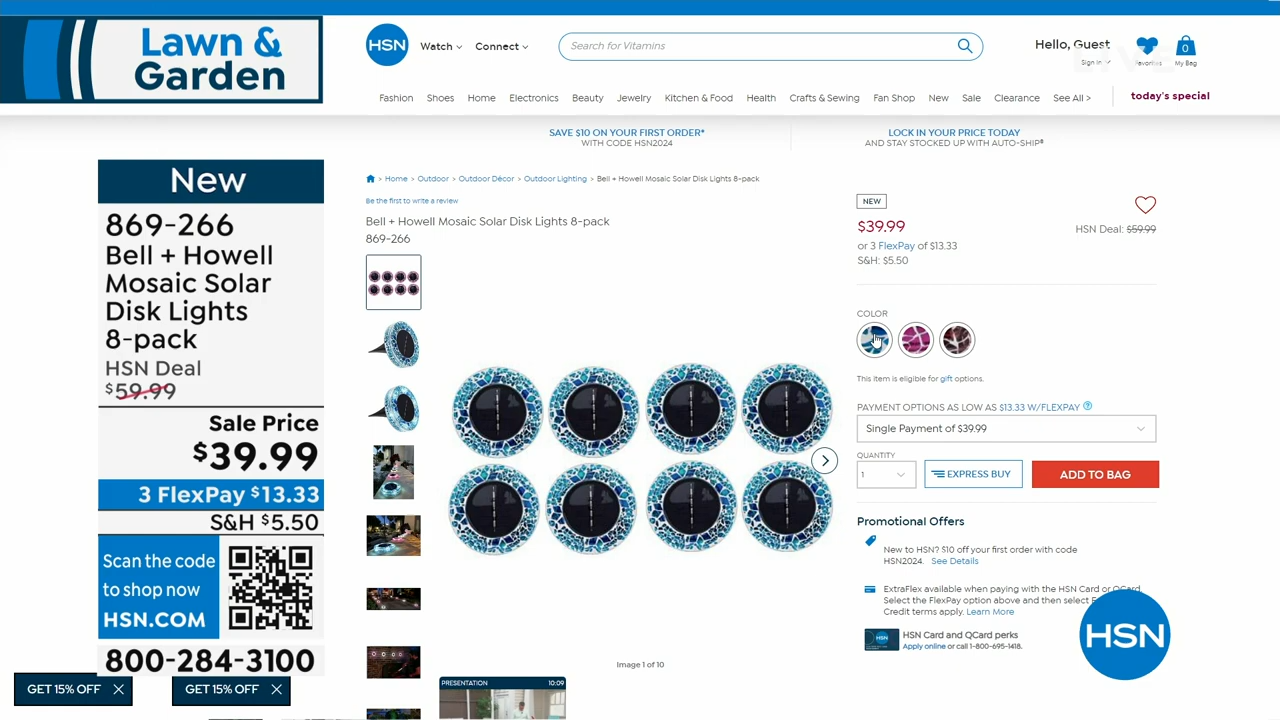 Lawn &
Garden
HSN
Watch
Connect
Search for Vitamins
Hello, Guest
Sign In
Favorites
0
My Bag
Fashion
Shoes
Home
Electronics
Beauty
Jewelry
Kitchen & Food
Health
Crafts & Sewing
Fan Shop
New
Sale
Clearance
See All >
today's special
SAVE $10 ON YOUR FIRST ORDER*
WITH CODE HSN2024
LOCK IN YOUR PRICE TODAY
AND STAY STOCKED UP WITH AUTO-SHIP®
New
869-266
Bell + Howell
Mosaic Solar
Disk Lights
8-pack
HSN Deal
$59.99
Sale Price
$39.99
3 FlexPay $13.33
S&H $5.50
Scan the code
to shop now
HSN.COM
800-284-3100
GET 15% OFF
GET 15% OFF
> Home > Outdoor > Outdoor Décor > Outdoor Lighting > Bell + Howell Mosaic Solar Disk Lights 8-pack
Be the first to write a review
Bell + Howell Mosaic Solar Disk Lights 8-pack
869-266
Image 1 of 10
PRESENTATION 10:09
NEW
$39.99
HSN Deal: $59.99
or 3 FlexPay of $13.33
S&H: $5.50
COLOR
This item is eligible for gift options.
PAYMENT OPTIONS AS LOW AS $13.33 W/FLEXPAY
Single Payment of $39.99
QUANTITY
1
EXPRESS BUY
ADD TO BAG
Promotional Offers
New to HSN? $10 off your first order with code
HSN2024. See Details
ExtraFlex available when paying with the HSN Card or QCard.
Select the FlexPay option above and then select
Credit terms apply. Learn More
HSN Card and QCard perks
Apply online or call 1-800-695-1418.
HSN